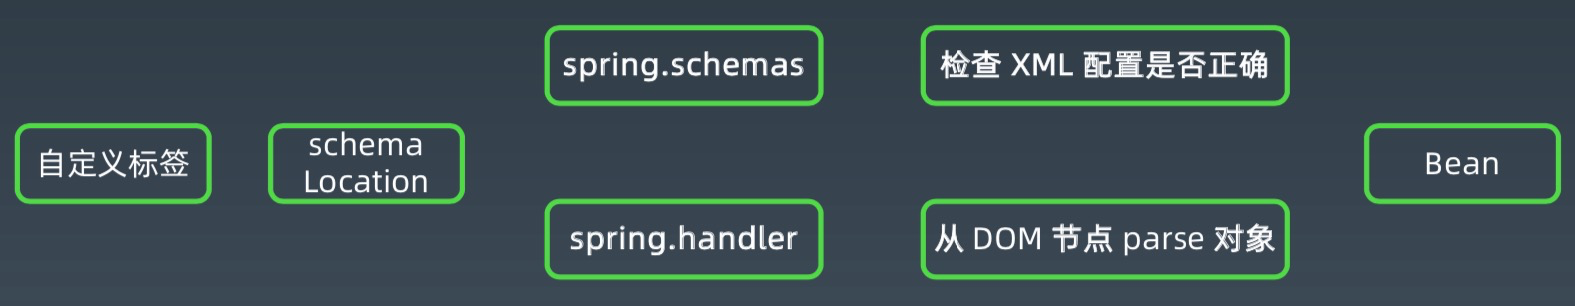 自定义标签
schema
Location
spring.schemas
检查 XML 配置是否正确
spring.handler
从 DOM 节点 parse 对象
Bean